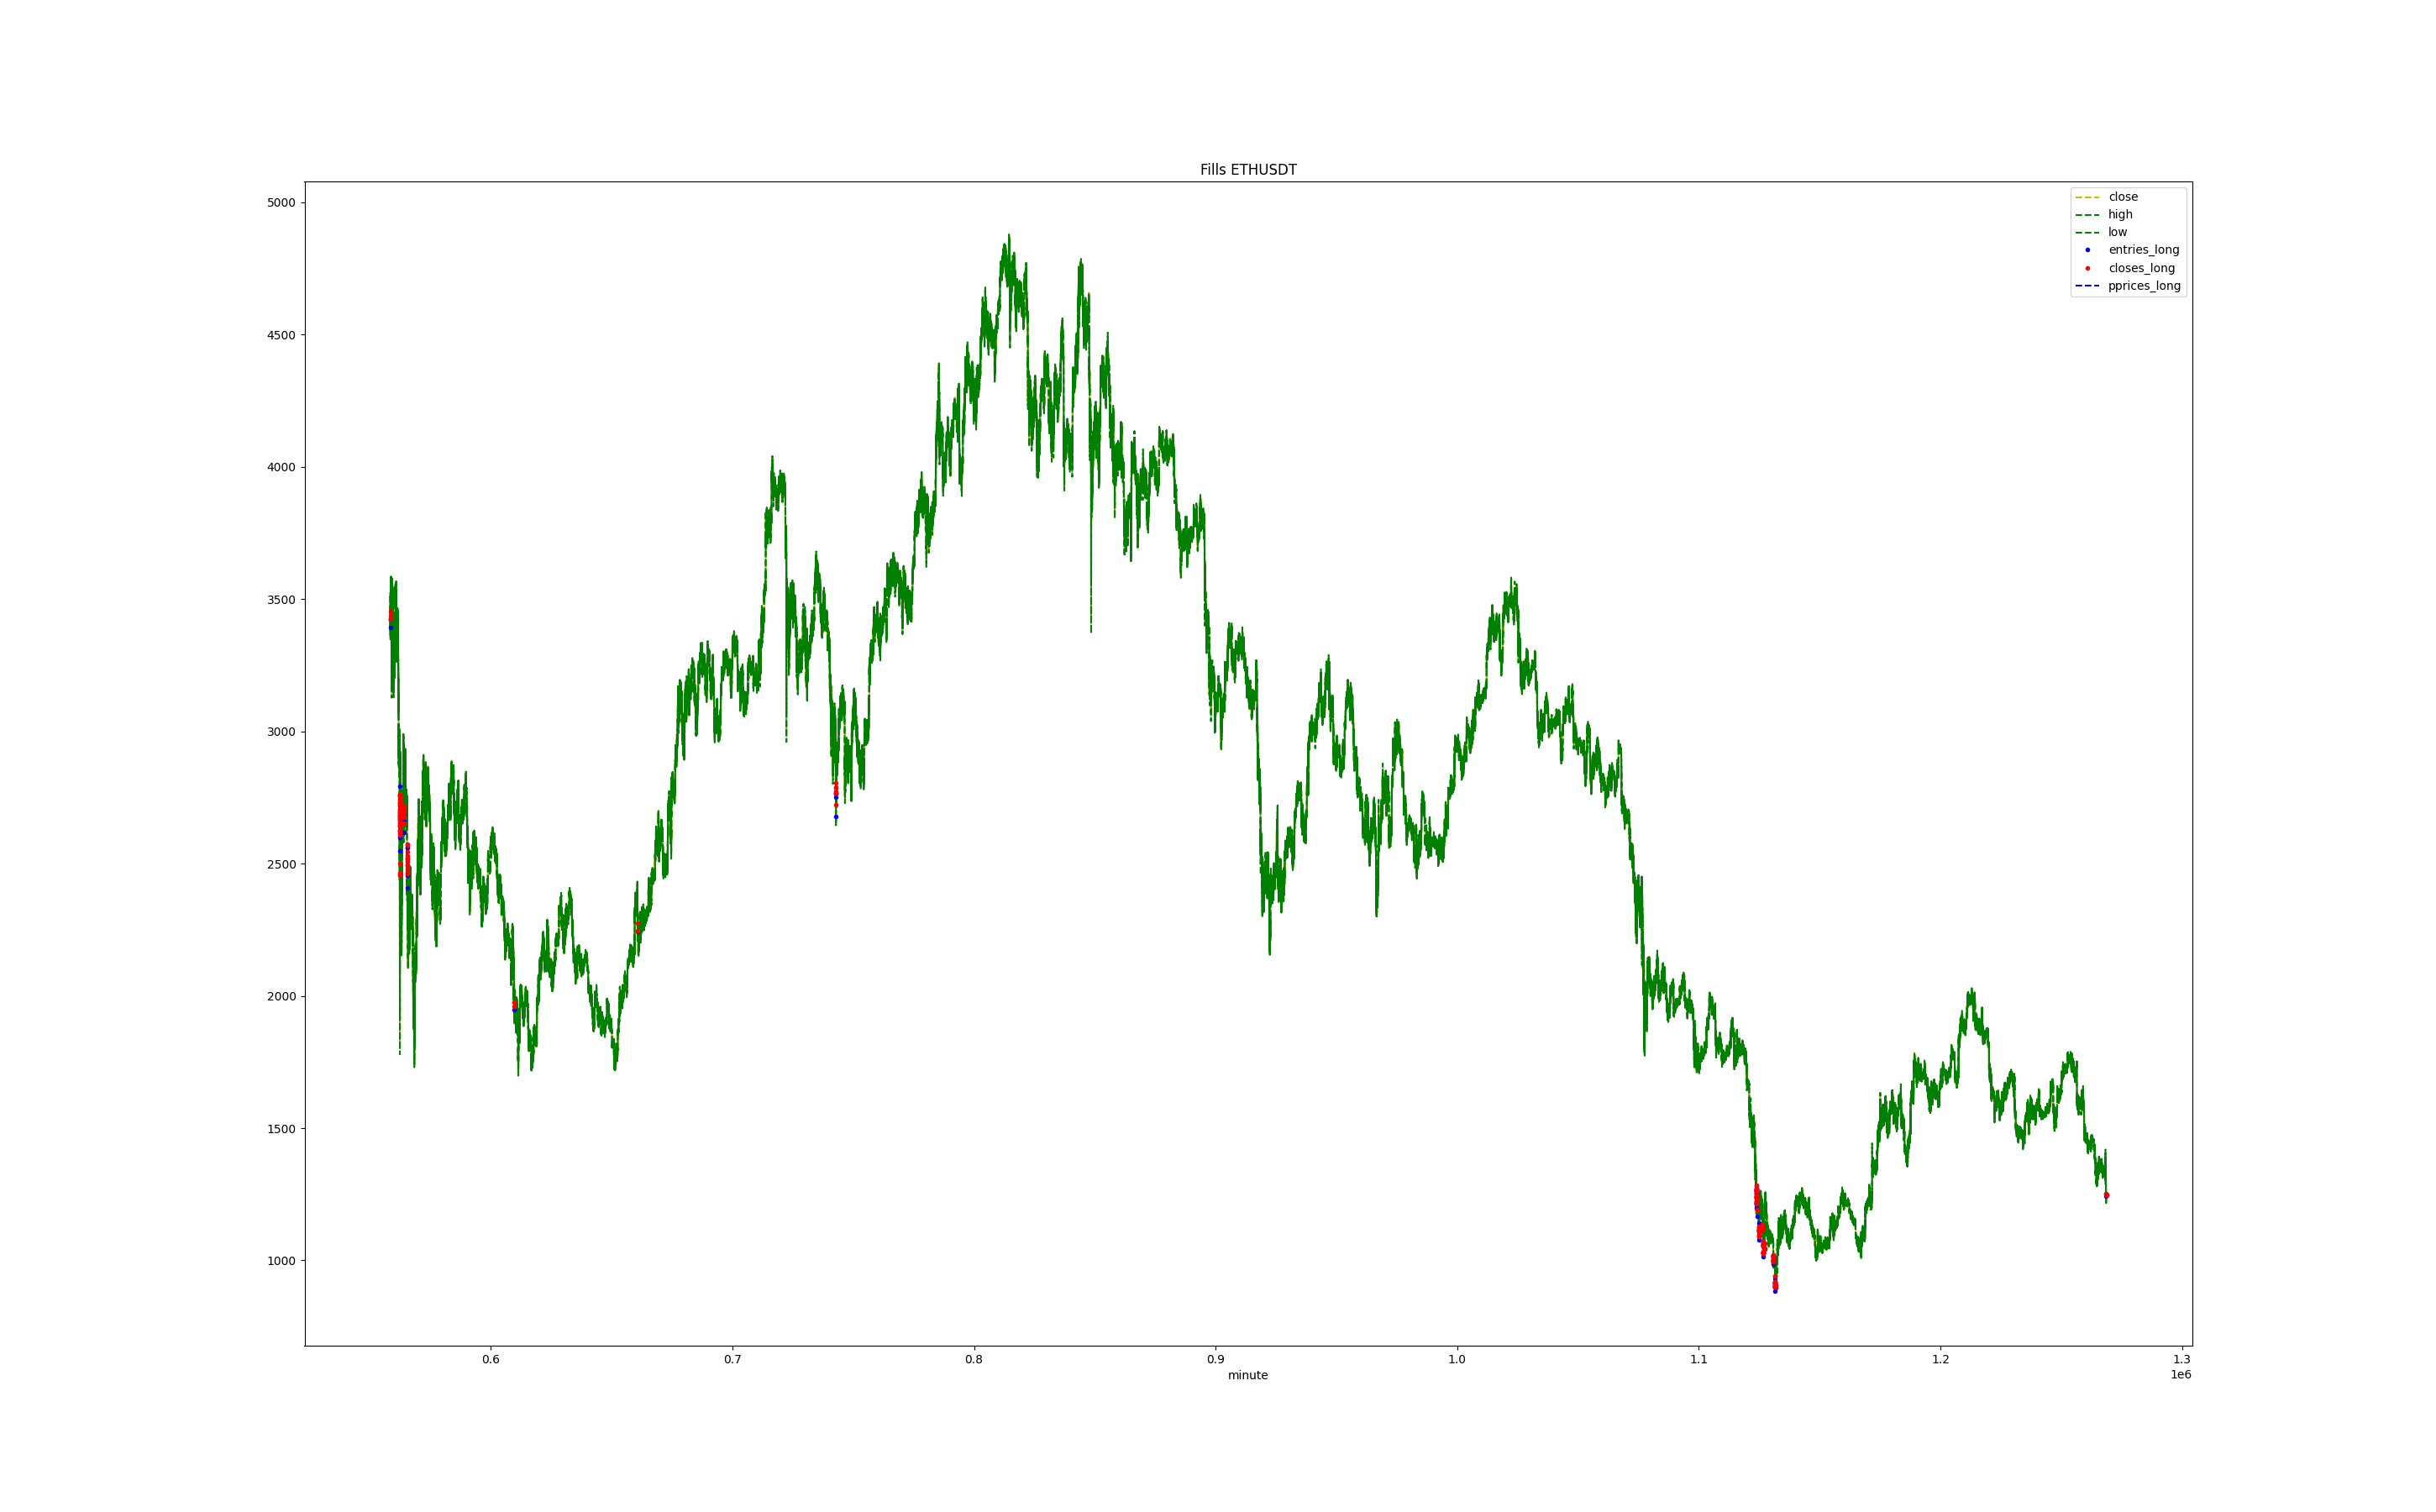 Fills ETHUSDT
close
high
low
entries_long
closes_long
pprices_long
5000
4500
4000
3500
3000
2500
2000
1500
1000
0.6 0.7 0.8 0.9 1.0 1.1 1.2 1.3
minute
1e6